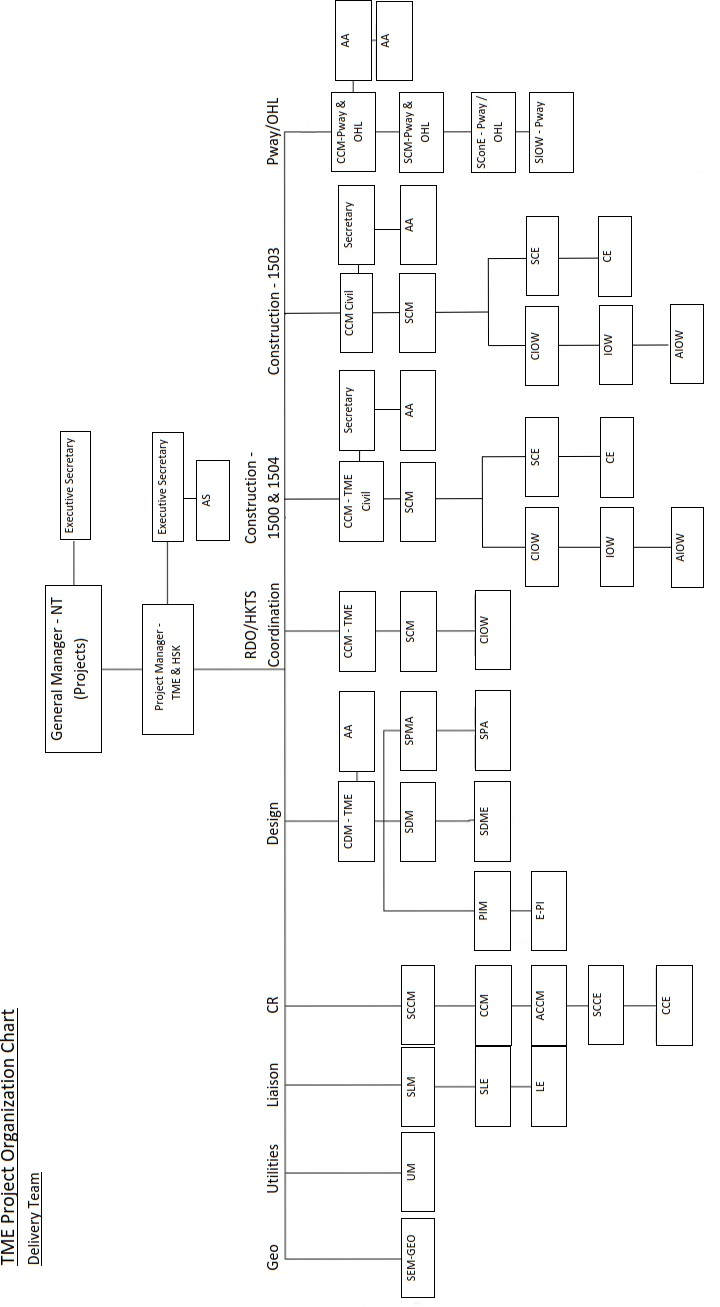 TME Project Organization Chart
Delivery Team
General Manager - NT
(Projects)
Executive Secretary
Project Manager -
TME & HSK
Executive Secretary
AS
Geo
Utilities
Liaison
CR
Design
RDO/HKTS
Coordination
Construction -
1500 & 1504
Construction - 1503
Pway/OHL
SEM-GEO
UM
SLM
SLE
LE
SCCM
CCM
ACCM
SCCE
CCE
CDM - TME
AA
SDM
SPMA
PIM
SDME
SPA
E-PI
CCM - TME
SCM
CIOW
CCM - TME
Civil
Secretary
SCM
AA
CIOW
SCE
IOW
CE
AIOW
CCM Civil
Secretary
SCM
AA
CIOW
SCE
IOW
CE
AIOW
CCM-Pway &
OHL
AA
AA
SCM-Pway &
OHL
SConE - Pway /
OHL
SIOW - Pway